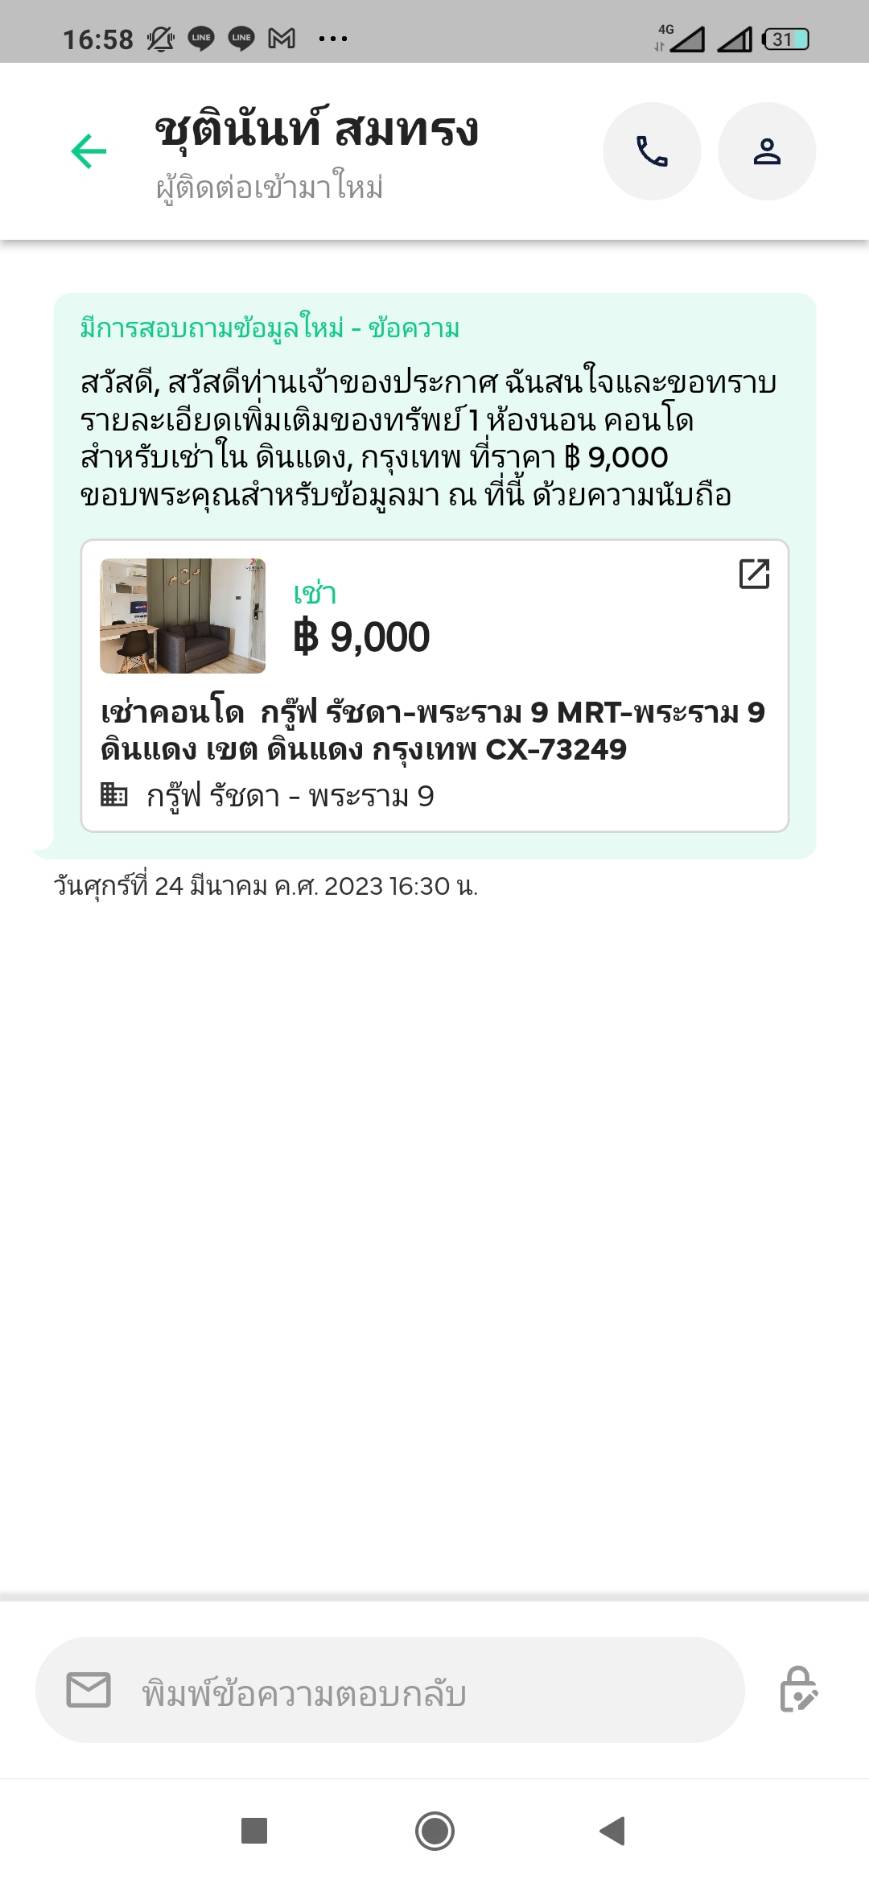 16:58 LINE LINE 4G 31
ชุตินันท์ สมทรง
ผู้ติดต่อเข้ามาใหม่
มีการสอบถามข้อมูลใหม่ - ข้อความ
สวัสดี, สวัสดีท่านเจ้าของประกาศ ฉันสนใจและขอทราบ
รายละเอียดเพิ่มเติมของทรัพย์ 1 ห้องนอน คอนโด
สำหรับเช่าใน ดินแดง, กรุงเทพ ที่ราคา ฿ 9,000
ขอบพระคุณสำหรับข้อมูลมา ณ ที่นี้ ด้วยความนับถือ
เช่า
฿ 9,000
เช่าคอนโด กรู๊ฟ รัชดา-พระราม 9 MRT-พระราม 9
ดินแดง เขต ดินแดง กรุงเทพ CX-73249
กรู๊ฟ รัชดา - พระราม 9
วันศุกร์ที่ 24 มีนาคม ค.ศ. 2023 16:30 น.
พิมพ์ข้อความตอบกลับ